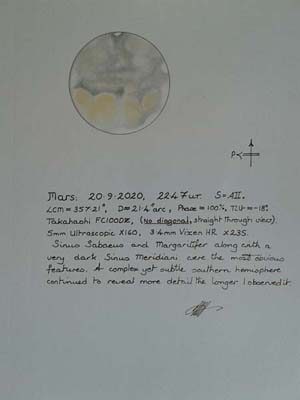 P
Mars. 20.9.2020, 2247UT. S=AII.
LCM = 357.21°, D=21.4"arc, Phase = 100%, Tilt = -18°
Takahashi FC100DZ, (No diagonal, straight through view).
5mm Ultrascopic X160, 3.4mm Vixen HR X235.
Sinus Sabaeus and Margaritifer along with a
very dark Sinus Meridiani were the most obvious
features. A complex yet subtle southern hemisphere
continued to reveal more detail the longer I observed it.